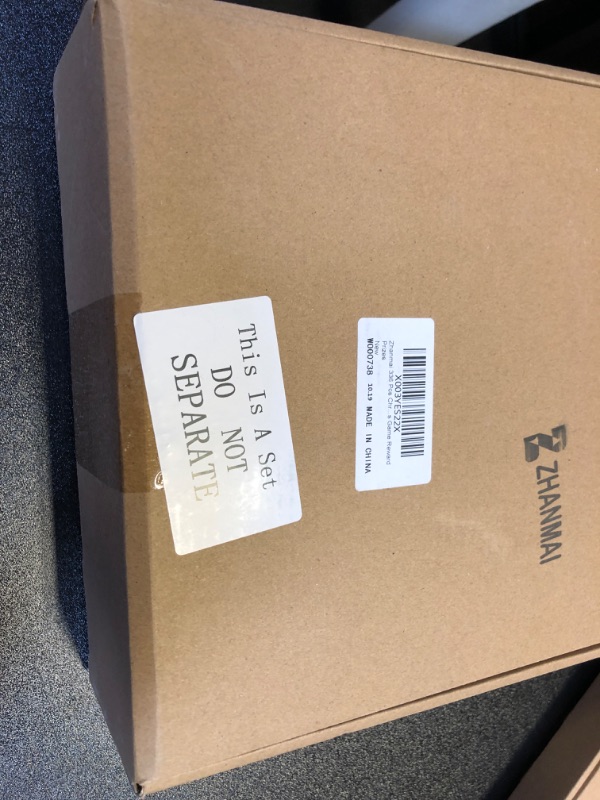 This Is A Set
DO NOT
SEPARATE
X003YES22X
Zhanmai 336 Pcs Chr...s Game Reward
Prizes
New
W000738 10.19 MADE IN CHINA
ZHANMAI